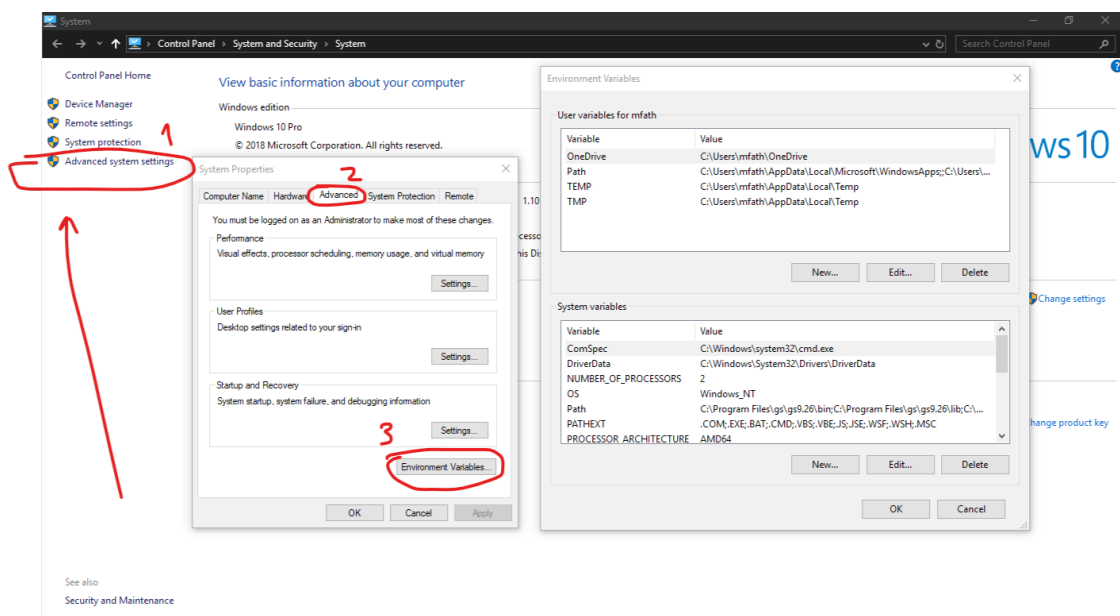 System
Control Panel › System and Security › System
Search Control Panel
Control Panel Home
Device Manager
Remote settings
System protection
Advanced system settings
1
See also
Security and Maintenance
View basic information about your computer
Windows edition
Windows 10 Pro
© 2018 Microsoft Corporation. All rights reserved.
ws 10
1.10
Change settings
hange product key
System Properties
2
Computer Name Hardware Advanced System Protection Remote
You must be logged on as an Administrator to make most of these changes.
Performance
Visual effects, processor scheduling, memory usage, and virtual memory
Settings...
User Profiles
Desktop settings related to your sign-in
Settings...
Startup and Recovery
System startup, system failure, and debugging information
Settings...
3
Environment Variables...
OK Cancel Apply
Environment Variables
User variables for mfath
Variable Value
OneDrive C:\Users\mfath\OneDrive
Path C:\Users\mfath\AppData\Local\Microsoft\WindowsApps;;C:\Users\...
TEMP C:\Users\mfath\AppData\Local\Temp
TMP C:\Users\mfath\AppData\Local\Temp
New... Edit... Delete
System variables
Variable Value
ComSpec C:\Windows\system32\cmd.exe
DriverData C:\Windows\System32\Drivers\DriverData
NUMBER_OF_PROCESSORS 2
OS Windows_NT
Path C:\Program Files\gs\gs9.26\bin;C:\Program Files\gs\gs9.26\lib;C:\...
PATHEXT .COM;.EXE;.BAT;.CMD;.VBS;.VBE;.JS;.JSE;.WSF;.WSH;.MSC
PROCESSOR_ARCHITECTURE AMD64
New... Edit... Delete
OK Cancel